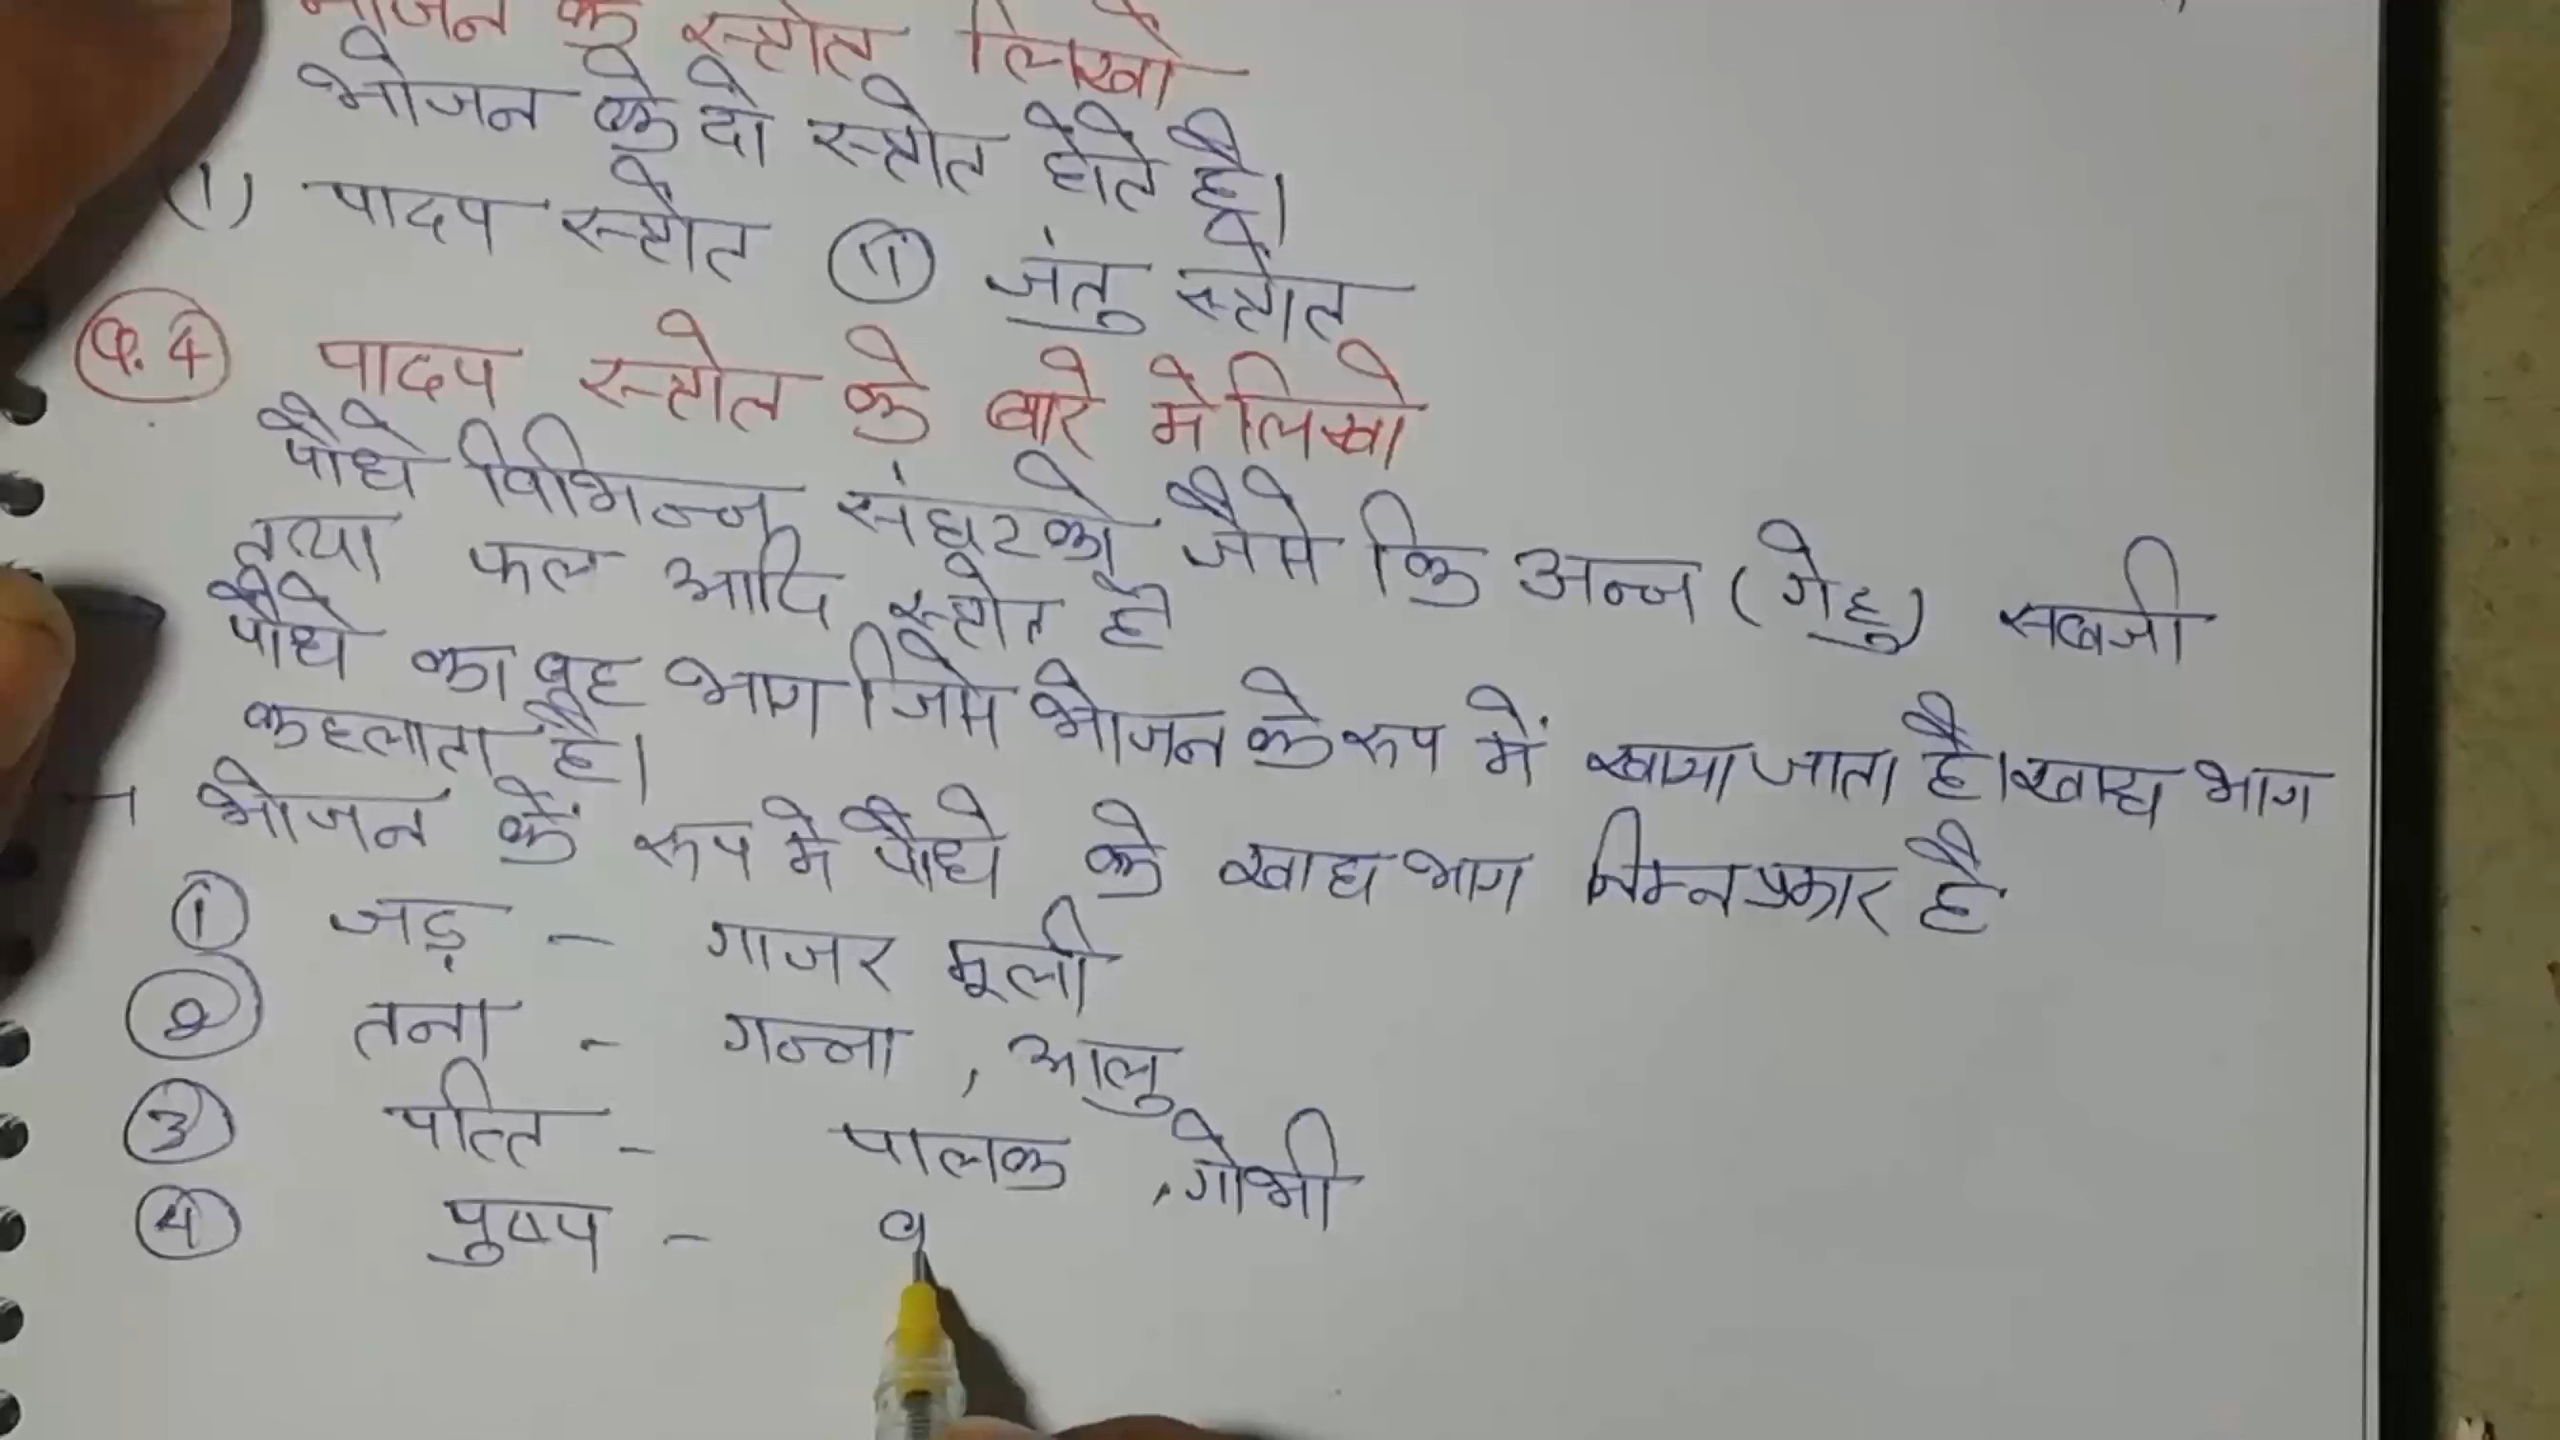 भोजन के स्त्रोत लिखो
भोजन के दो स्त्रोत होते है।
(1) पादप स्त्रोत (ii) जंतु स्त्रोत
Q.4 पादप स्त्रोत के बारे मे लिखो
पौधे विभिन्न संघटको जैसे कि अन्न (गेहु) सब्जी
तथा फल आदि स्त्रोत है
पौधे का वह भाग जिसे भोजन के रूप में खाया जाता है। खाद्य भाग
कहलाता है।
→ भोजन कें रूप मे पौधे के खाद्य भाग निम्न प्रकार है
① जड़ - गाजर मूली
② तना - गन्ना, आलु
③ पत्ति - पालक, गोभी
④ पुष्प -